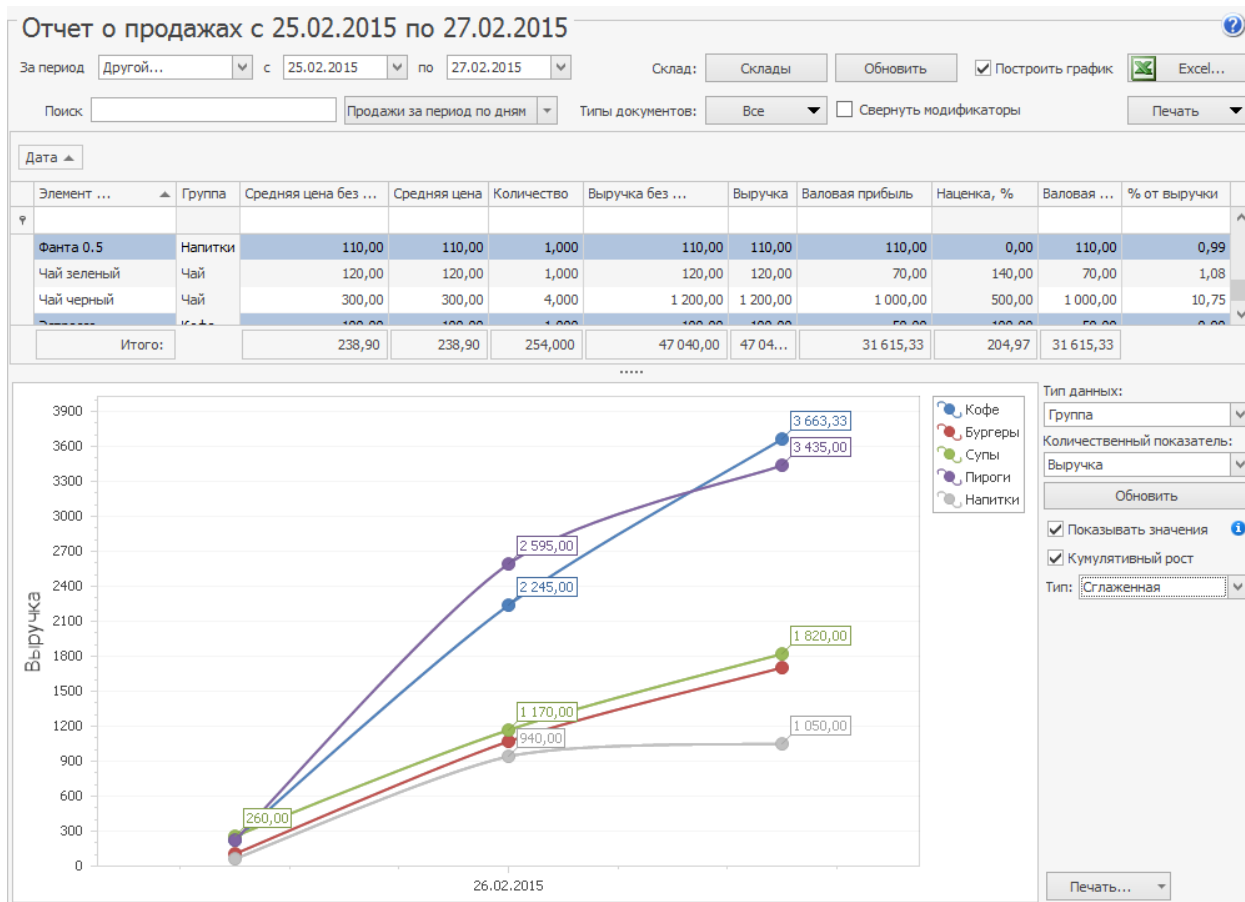 Отчет о продажах с 25.02.2015 по 27.02.2015
За период Другой... с 25.02.2015 по 27.02.2015 Склад: Склады Обновить Построить график Excel...
Поиск Продажи за период по дням Типы документов: Все Свернуть модификаторы Печать
Дата
Элемент ... Группа Средняя цена без ... Средняя цена Количество Выручка без ... Выручка Валовая прибыль Наценка, % Валовая ... % от выручки
Фанта 0.5 Напитки 110,00 110,00 1,000 110,00 110,00 110,00 0,00 110,00 0,99
Чай зеленый Чай 120,00 120,00 1,000 120,00 120,00 70,00 140,00 70,00 1,08
Чай черный Чай 300,00 300,00 4,000 1 200,00 1 200,00 1 000,00 500,00 1 000,00 10,75
Итого: 238,90 238,90 254,000 47 040,00 47 04... 31 615,33 204,97 31 615,33
Выручка
3900
3600
3300
3000
2700
2400
2100
1800
1500
1200
900
600
300
0
26.02.2015
3 663,33
3 435,00
2 595,00
2 245,00
1 820,00
1 170,00
940,00
1 050,00
260,00
Кофе
Бургеры
Супы
Пироги
Напитки
Тип данных:
Группа
Количественный показатель:
Выручка
Обновить
Показывать значения
Кумулятивный рост
Тип: Сглаженная
Печать...